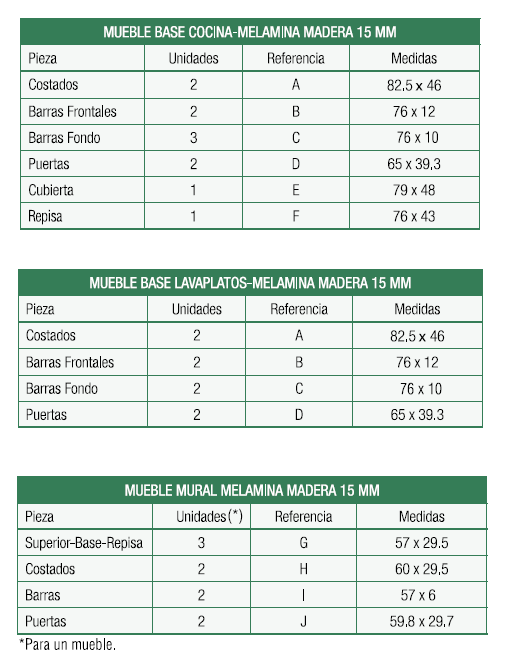 MUEBLE BASE COCINA-MELAMINA MADERA 15 MM
Pieza Unidades Referencia Medidas
Costados 2 A 82.5 x 46
Barras Frontales 2 B 76 x 12
Barras Fondo 3 C 76 x 10
Puertas 2 D 65 x 39,3
Cubierta 1 E 79 x 48
Repisa 1 F 76 x 43
MUEBLE BASE LAVAPLATOS-MELAMINA MADERA 15 MM
Pieza Unidades Referencia Medidas
Costados 2 A 82.5 x 46
Barras Frontales 2 B 76 x 12
Barras Fondo 2 C 76 x 10
Puertas 2 D 65 x 39.3
MUEBLE MURAL MELAMINA MADERA 15 MM
Pieza Unidades(*) Referencia Medidas
Superior-Base-Repisa 3 G 57 x 29.5
Costados 2 H 60 x 29,5
Barras 2 I 57 x 6
Puertas 2 J 59.8 x 29.7
*Para un mueble.